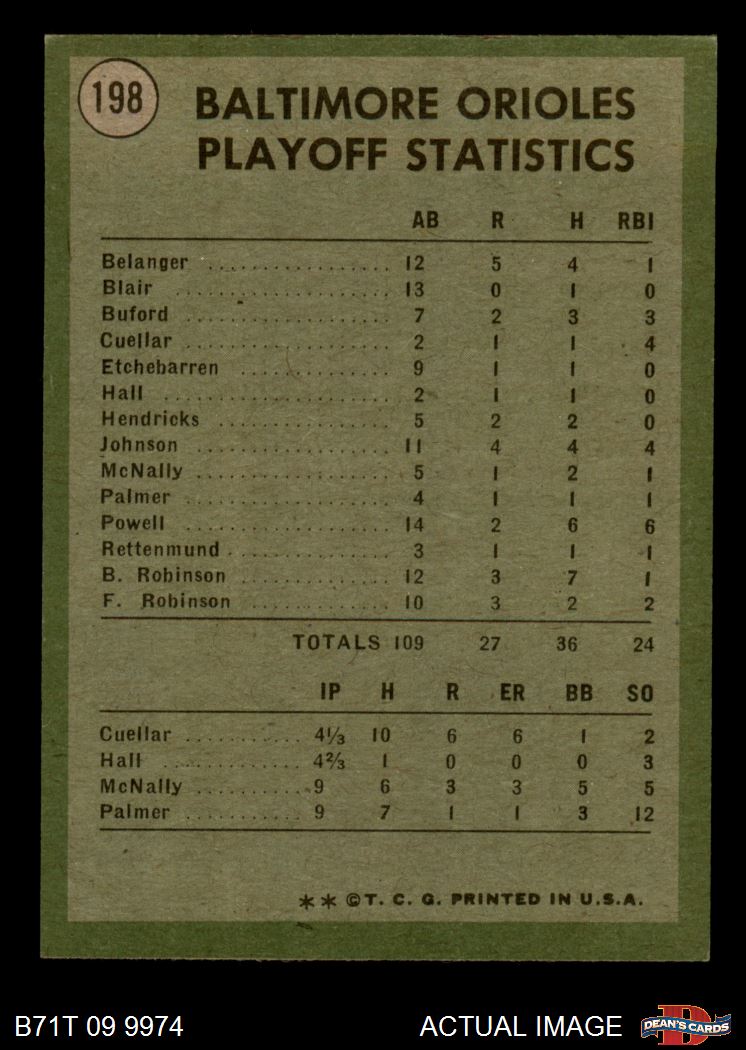 198
BALTIMORE ORIOLES
PLAYOFF STATISTICS
AB R H RBI
Belanger .................. 12 5 4 1
Blair .................. 13 0 1 0
Buford .................. 7 2 3 3
Cuellar .................. 2 1 1 4
Etchebarren .................. 9 1 1 0
Hall .................. 2 1 1 0
Hendricks .................. 5 2 2 0
Johnson .................. 11 4 4 4
McNally .................. 5 1 2 1
Palmer .................. 4 1 1 1
Powell .................. 14 2 6 6
Rettenmund .................. 3 1 1 1
B. Robinson .................. 12 3 7 1
F. Robinson .................. 10 3 2 2
TOTALS 109 27 36 24
IP H R ER BB SO
Cuellar .......... 4⅓ 10 6 6 1 2
Hall .......... 4⅔ 1 0 0 0 3
McNally .......... 9 6 3 3 5 5
Palmer .......... 9 7 1 1 3 12
** © T. C. G. PRINTED IN U.S.A.
B71T 09 9974 ACTUAL IMAGE DEAN'S CARDS